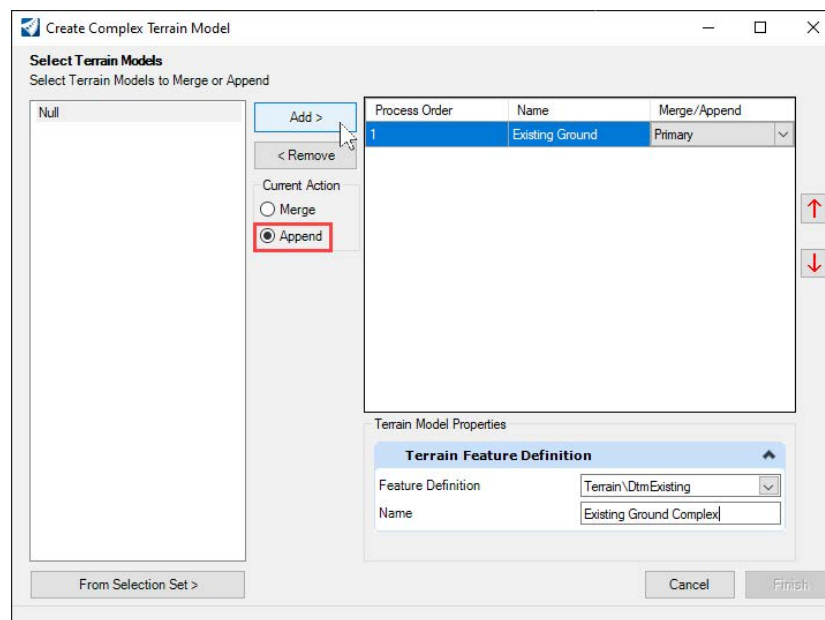 Create Complex Terrain Model
Select Terrain Models
Select Terrain Models to Merge or Append
Null
Add >
< Remove
Current Action
Merge
Append
Process Order Name Merge/Append
1 Existing Ground Primary
Terrain Model Properties
Terrain Feature Definition
Feature Definition Terrain\DtmExisting
Name Existing Ground Complex
From Selection Set >
Cancel Finish